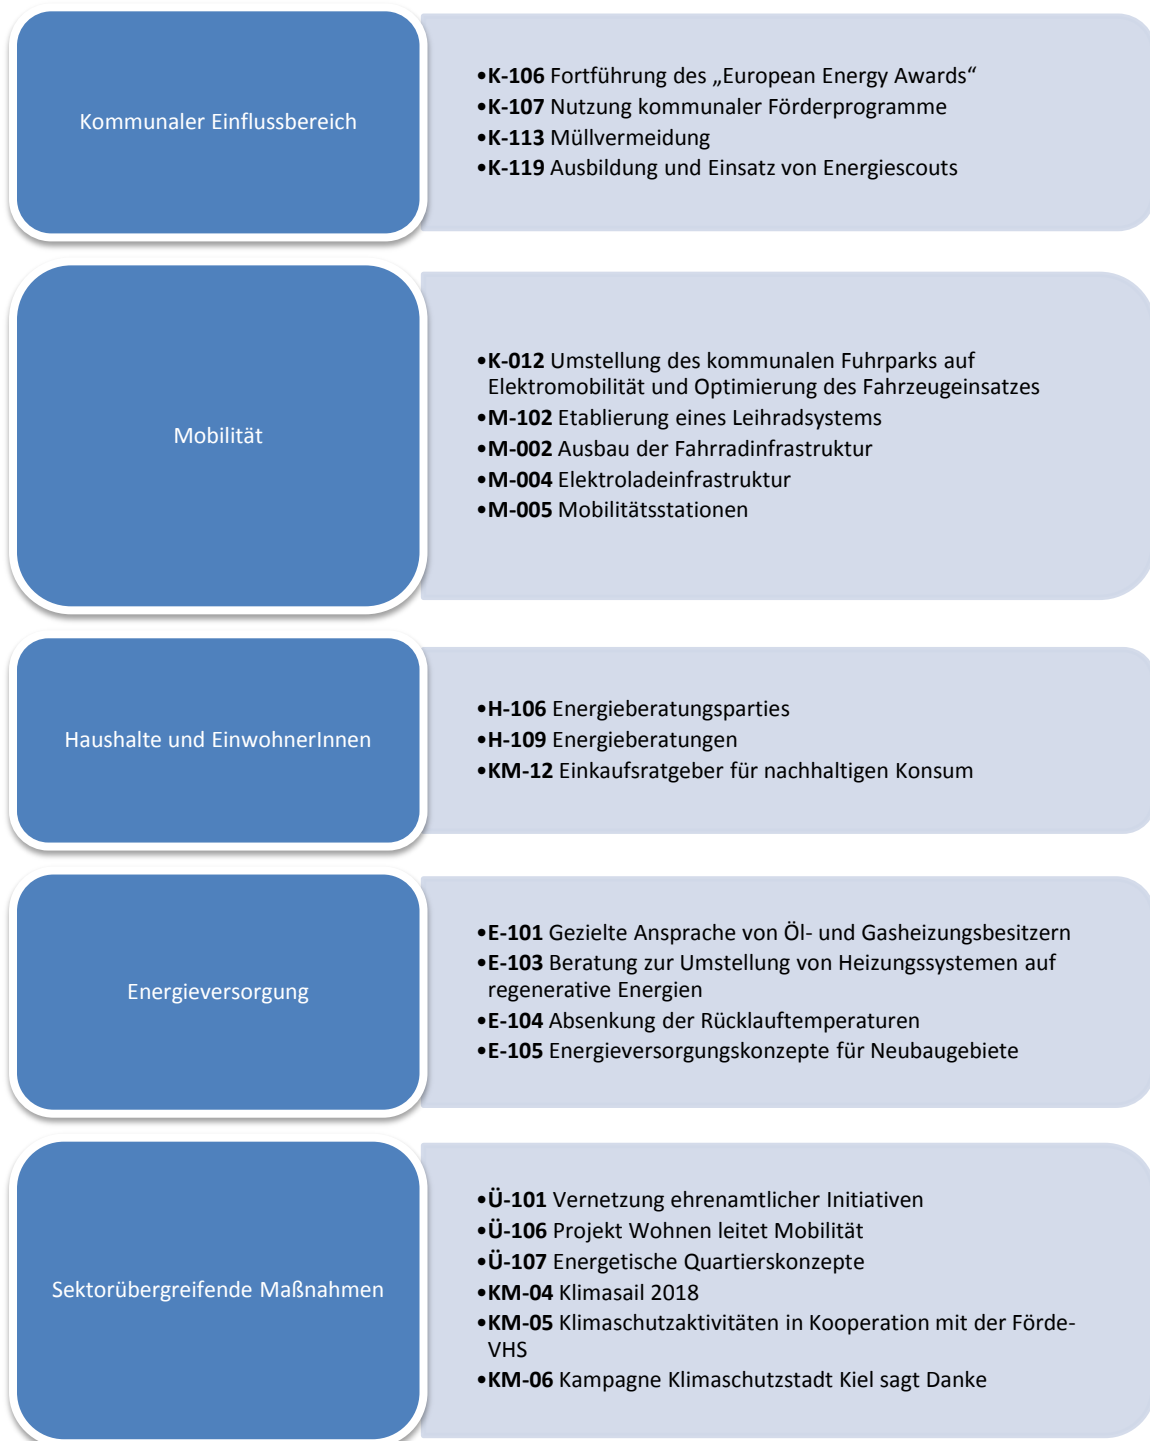 Kommunaler Einflussbereich
•K-106 Fortführung des „European Energy Awards“
•K-107 Nutzung kommunaler Förderprogramme
•K-113 Müllvermeidung
•K-119 Ausbildung und Einsatz von Energiescouts
Mobilität
•K-012 Umstellung des kommunalen Fuhrparks auf
Elektromobilität und Optimierung des Fahrzeugeinsatzes
•M-102 Etablierung eines Leihradsystems
•M-002 Ausbau der Fahrradinfrastruktur
•M-004 Elektroladeinfrastruktur
•M-005 Mobilitätsstationen
Haushalte und EinwohnerInnen
•H-106 Energieberatungsparties
•H-109 Energieberatungen
•KM-12 Einkaufsratgeber für nachhaltigen Konsum
Energieversorgung
•E-101 Gezielte Ansprache von Öl- und Gasheizungsbesitzern
•E-103 Beratung zur Umstellung von Heizungssystemen auf
regenerative Energien
•E-104 Absenkung der Rücklauftemperaturen
•E-105 Energieversorgungskonzepte für Neubaugebiete
Sektorübergreifende Maßnahmen
•Ü-101 Vernetzung ehrenamtlicher Initiativen
•Ü-106 Projekt Wohnen leitet Mobilität
•Ü-107 Energetische Quartierskonzepte
•KM-04 Klimasail 2018
•KM-05 Klimaschutzaktivitäten in Kooperation mit der Förde-
VHS
•KM-06 Kampagne Klimaschutzstadt Kiel sagt Danke